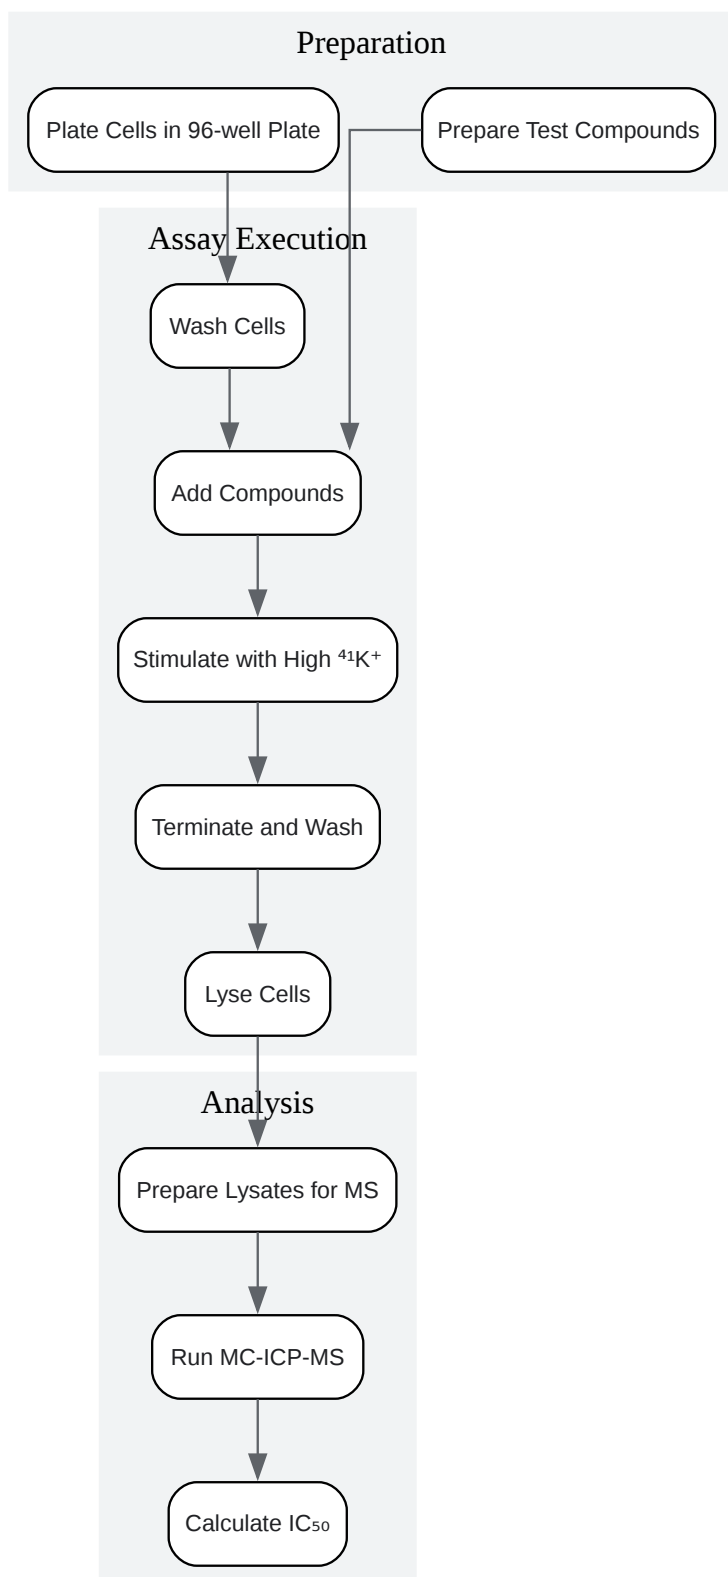 Preparation
Plate Cells in 96-well Plate
Prepare Test Compounds
Assay Execution
Wash Cells
Add Compounds
Stimulate with High ⁴¹K⁺
Terminate and Wash
Lyse Cells
Analysis
Prepare Lysates for MS
Run MC-ICP-MS
Calculate IC₅₀